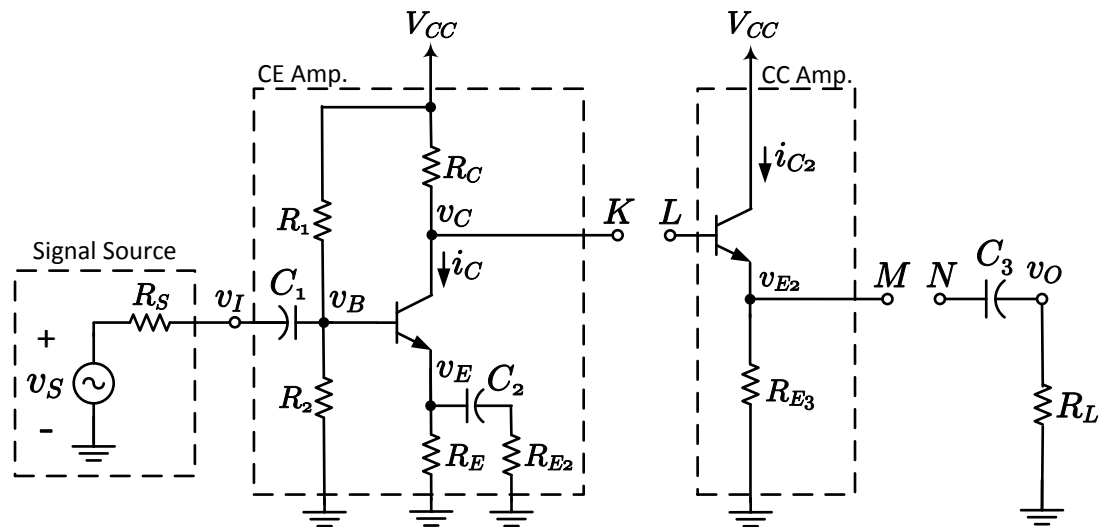 V_CC
V_CC
CE Amp.
CC Amp.
R_C
i_C2
v_C
K
L
R_1
Signal Source
i_C
v_E2
M
N
C_3
v_O
R_S
v_I
C_1
v_B
+
v_S
-
v_E
C_2
R_2
R_E3
R_L
R_E
R_E2